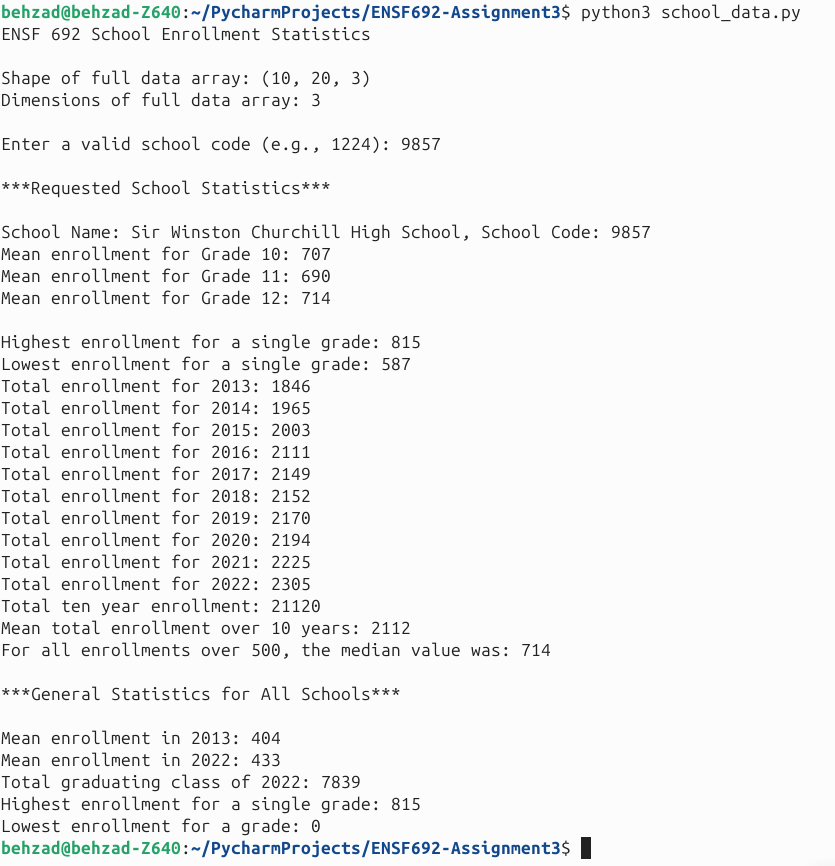 behzad@behzad-Z640:~/PycharmProjects/ENSF692-Assignment3$ python3 school_data.py
ENSF 692 School Enrollment Statistics
Shape of full data array: (10, 20, 3)
Dimensions of full data array: 3
Enter a valid school code (e.g., 1224): 9857
***Requested School Statistics***
School Name: Sir Winston Churchill High School, School Code: 9857
Mean enrollment for Grade 10: 707
Mean enrollment for Grade 11: 690
Mean enrollment for Grade 12: 714
Highest enrollment for a single grade: 815
Lowest enrollment for a single grade: 587
Total enrollment for 2013: 1846
Total enrollment for 2014: 1965
Total enrollment for 2015: 2003
Total enrollment for 2016: 2111
Total enrollment for 2017: 2149
Total enrollment for 2018: 2152
Total enrollment for 2019: 2170
Total enrollment for 2020: 2194
Total enrollment for 2021: 2225
Total enrollment for 2022: 2305
Total ten year enrollment: 21120
Mean total enrollment over 10 years: 2112
For all enrollments over 500, the median value was: 714
***General Statistics for All Schools***
Mean enrollment in 2013: 404
Mean enrollment in 2022: 433
Total graduating class of 2022: 7839
Highest enrollment for a single grade: 815
Lowest enrollment for a grade: 0
behzad@behzad-Z640:~/PycharmProjects/ENSF692-Assignment3$